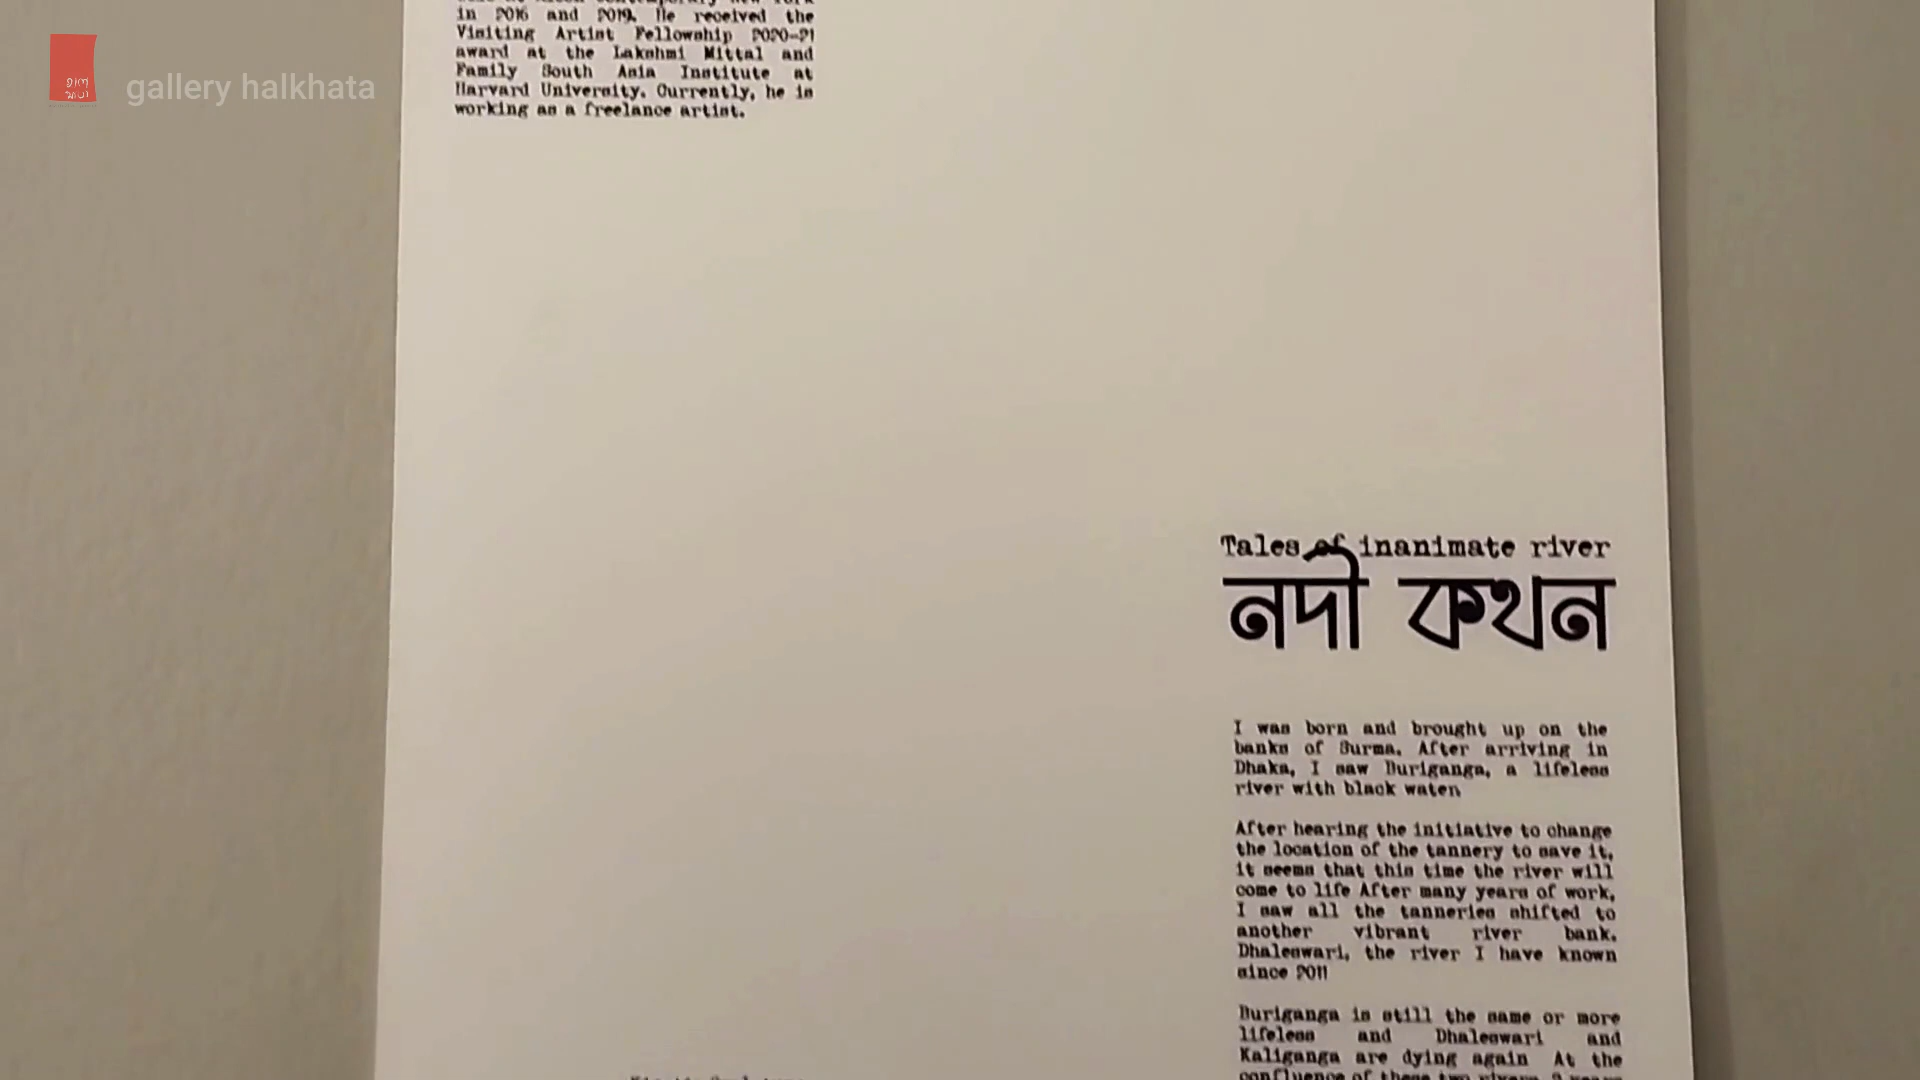 হাল
খাতা
gallery halkhata
in 2016 and 2019. He received the
Visiting Artist Fellowship 2020-21
award at the Lakshmi Mittal and
Family South Asia Institute at
Harvard University. Currently, he is
working as a freelance artist.
Tales of inanimate river
নদী কথন
I was born and brought up on the
banks of Surma. After arriving in
Dhaka, I saw Buriganga, a lifeless
river with black water.
After hearing the initiative to change
the location of the tannery to save it,
it seems that this time the river will
come to life After many years of work,
I saw all the tanneries shifted to
another vibrant river bank.
Dhaleswari, the river I have known
since 2011
Buriganga is still the same or more
lifeless and Dhaleswari and
Kaliganga are dying again At the
confluence of these two rivers,